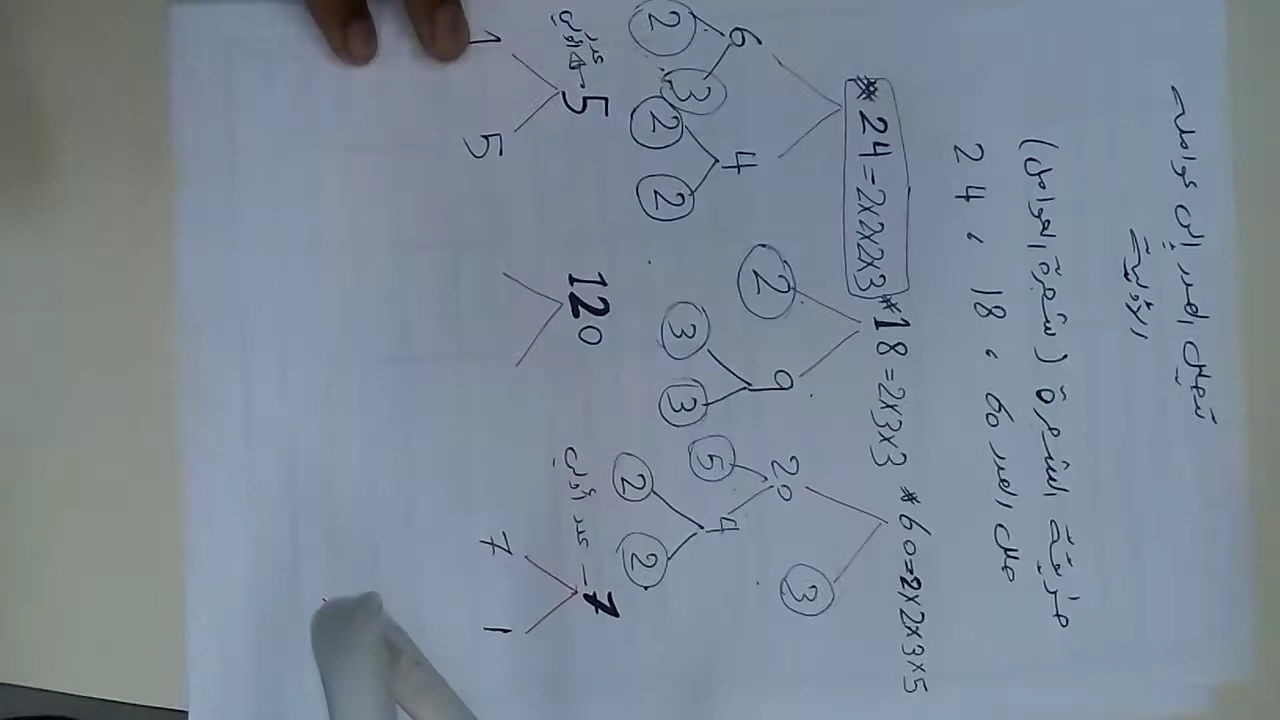 تحليل العدد إلى عوامله
الأولية
طريقة الشجرة (شجرة العوامل)
حلل العدد 60 ، 18 ، 24
* 24=2x2x2x3 * 18=2x3x3 * 60=2x2x3x5
6 4 2 9 20 3
2 3 2 2 3 3 5 4
2 2
عدد أولي 5 120 7 - عدد أولي
1 5 7 1